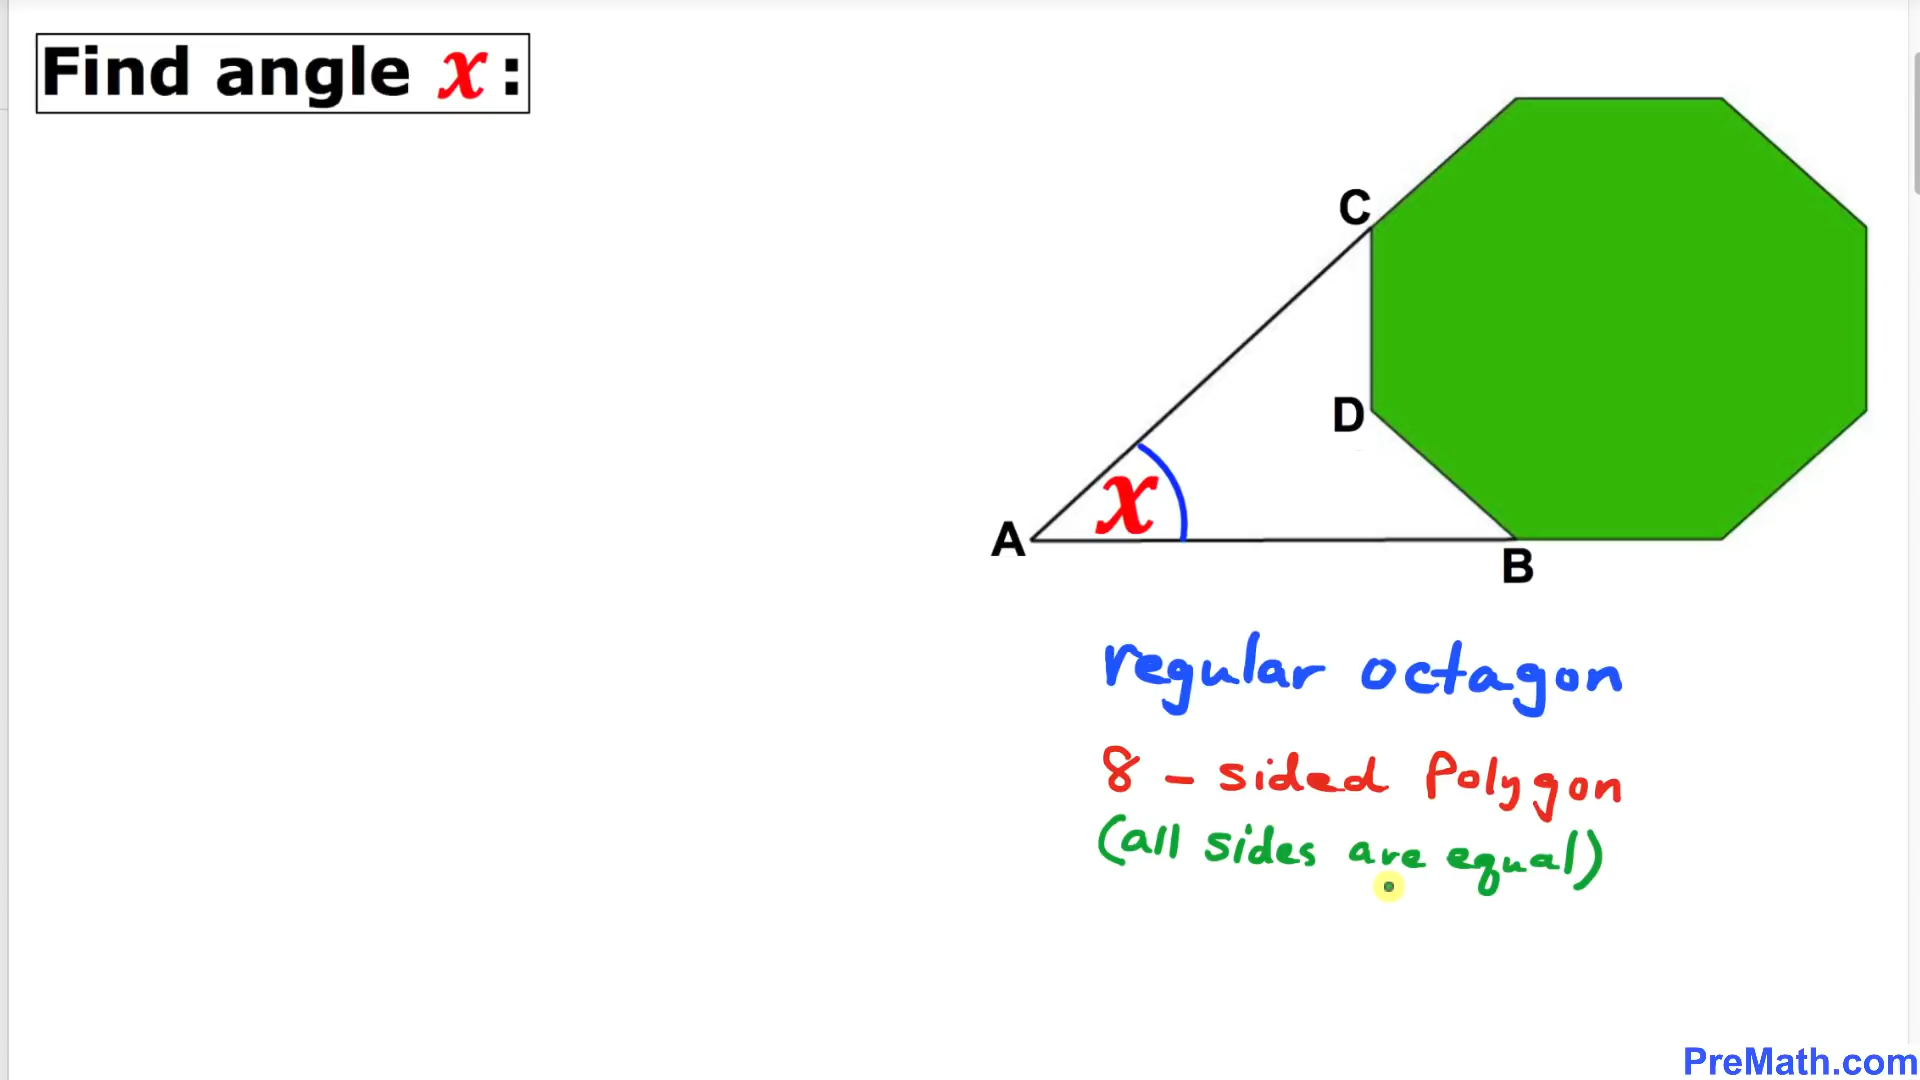 Find angle x:
C
D
x
A
B
regular octagon
8 - sided Polygon
(all sides are equal)
PreMath.com